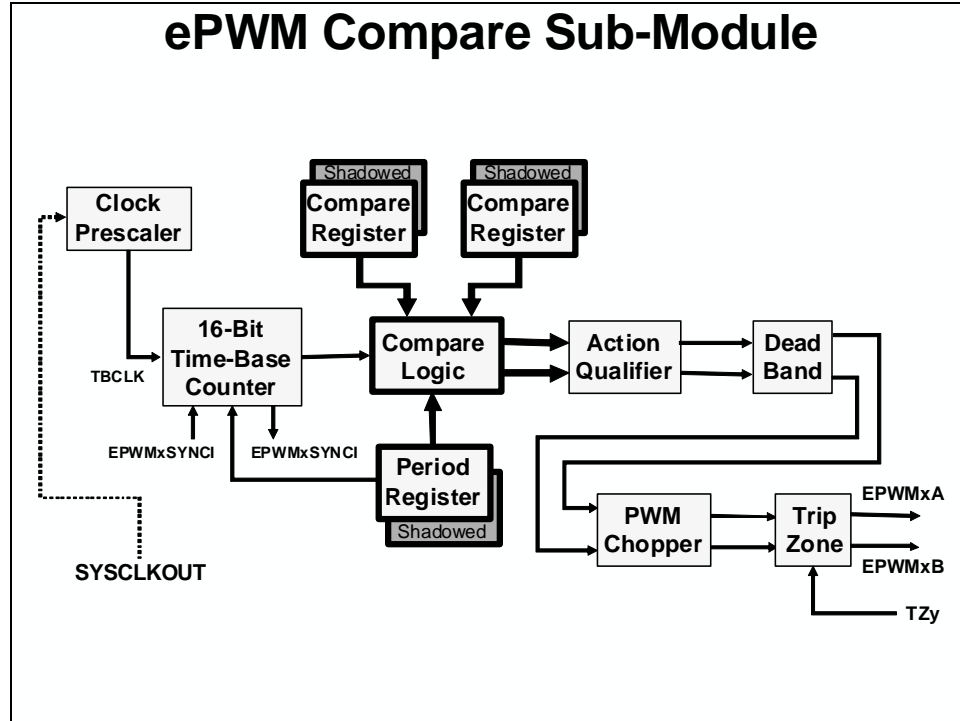 ePWM Compare Sub-Module
Shadowed
Compare
Register
Shadowed
Compare
Register
Clock
Prescaler
16-Bit
Time-Base
Counter
TBCLK
Compare
Logic
Action
Qualifier
Dead
Band
EPWMxSYNCI
EPWMxSYNCI
Period
Register
Shadowed
SYSCLKOUT
PWM
Chopper
Trip
Zone
EPWMxA
EPWMxB
TZy